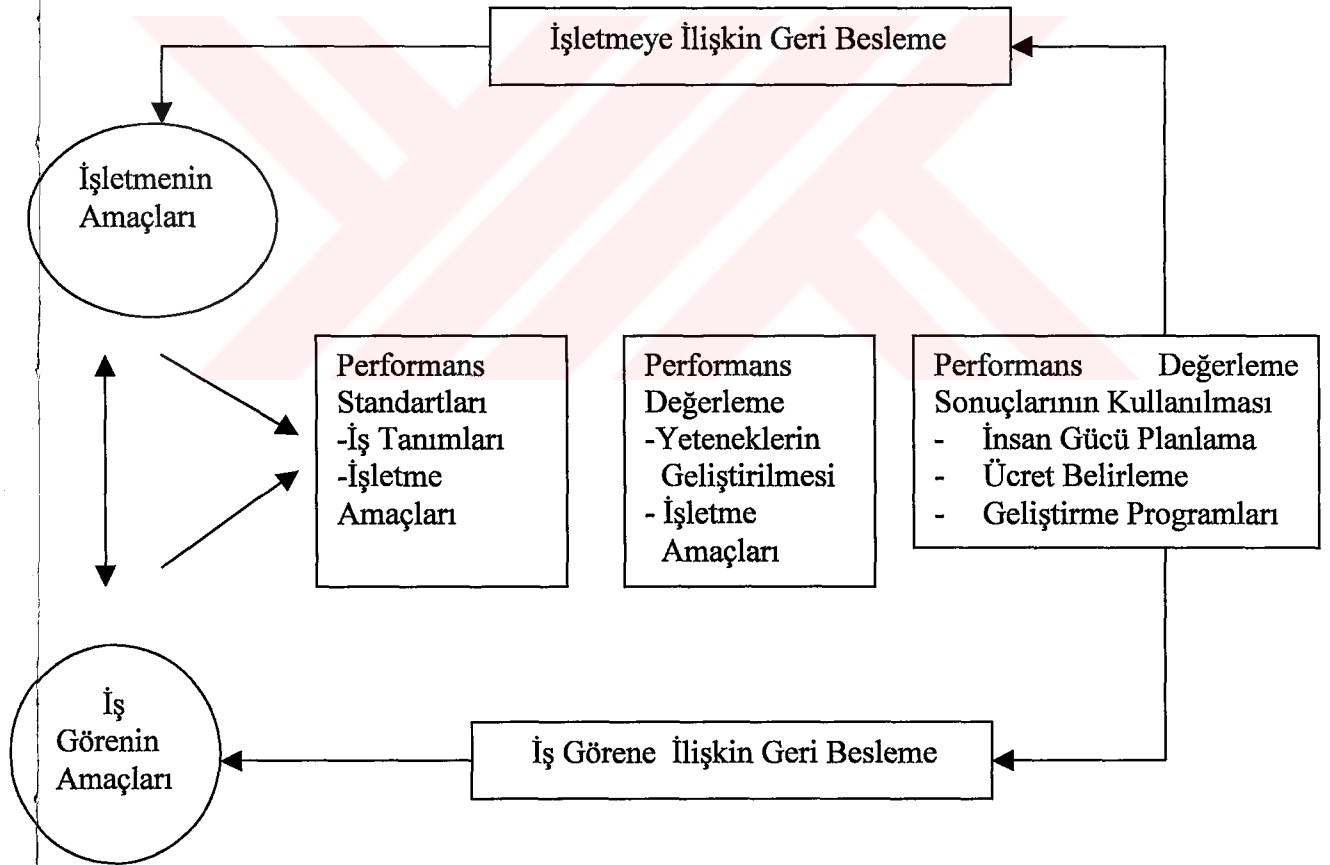 İşletmeye İlişkin Geri Besleme
İşletmenin
Amaçları
Performans
Standartları
-İş Tanımları
-İşletme
Amaçları
Performans
Değerleme
-Yeteneklerin
Geliştirilmesi
- İşletme
Amaçları
Performans Değerleme
Sonuçlarının Kullanılması
- İnsan Gücü Planlama
- Ücret Belirleme
- Geliştirme Programları
İş
Görenin
Amaçları
İş Görene İlişkin Geri Besleme